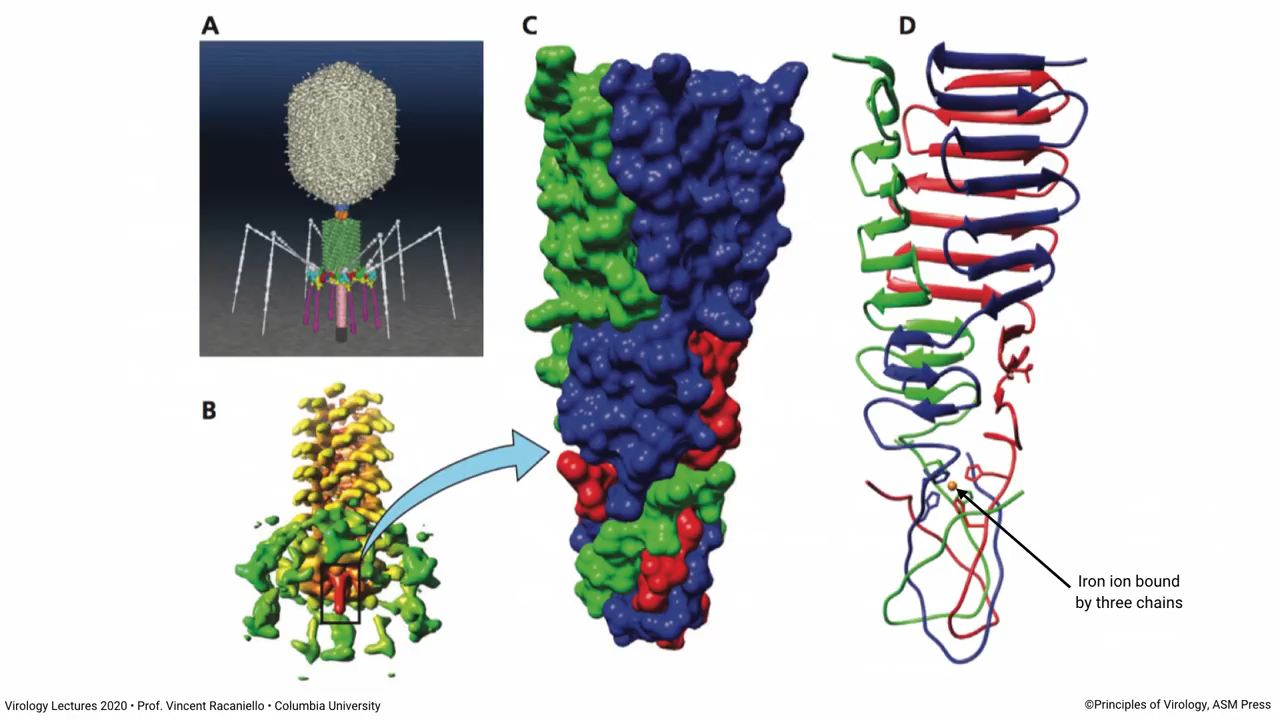 A
C
D
B
Iron ion bound
by three chains
Virology Lectures 2020 • Prof. Vincent Racaniello • Columbia University
©Principles of Virology, ASM Press